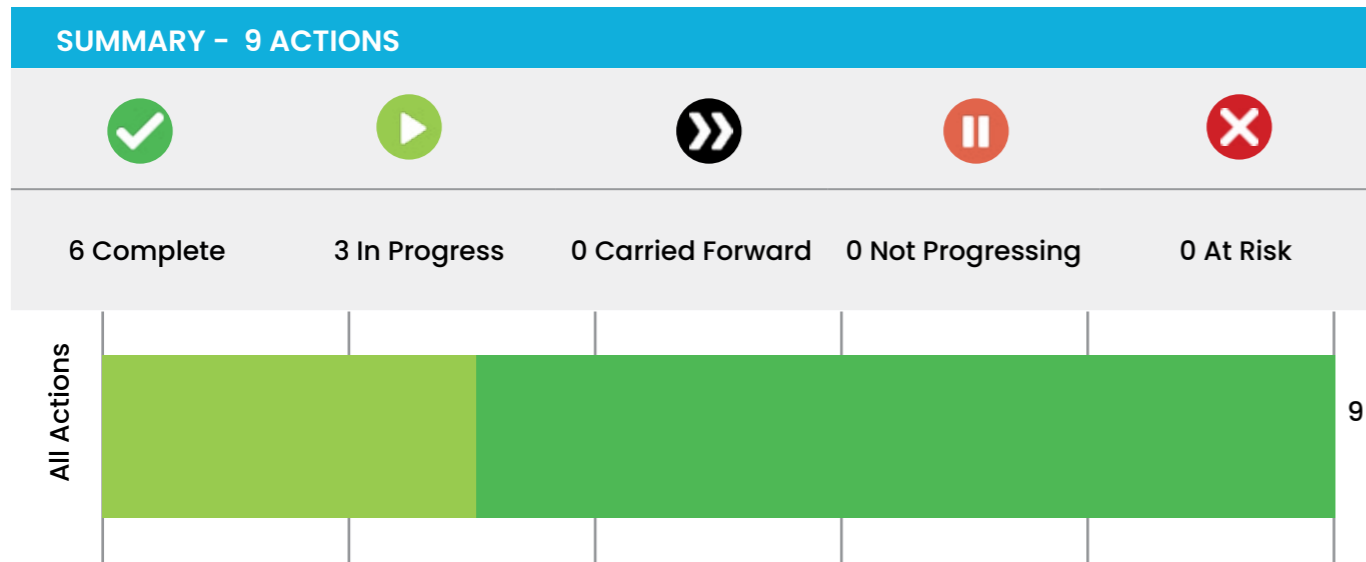 SUMMARY - 9 ACTIONS
6 Complete
3 In Progress
0 Carried Forward
0 Not Progressing
0 At Risk
All Actions
9